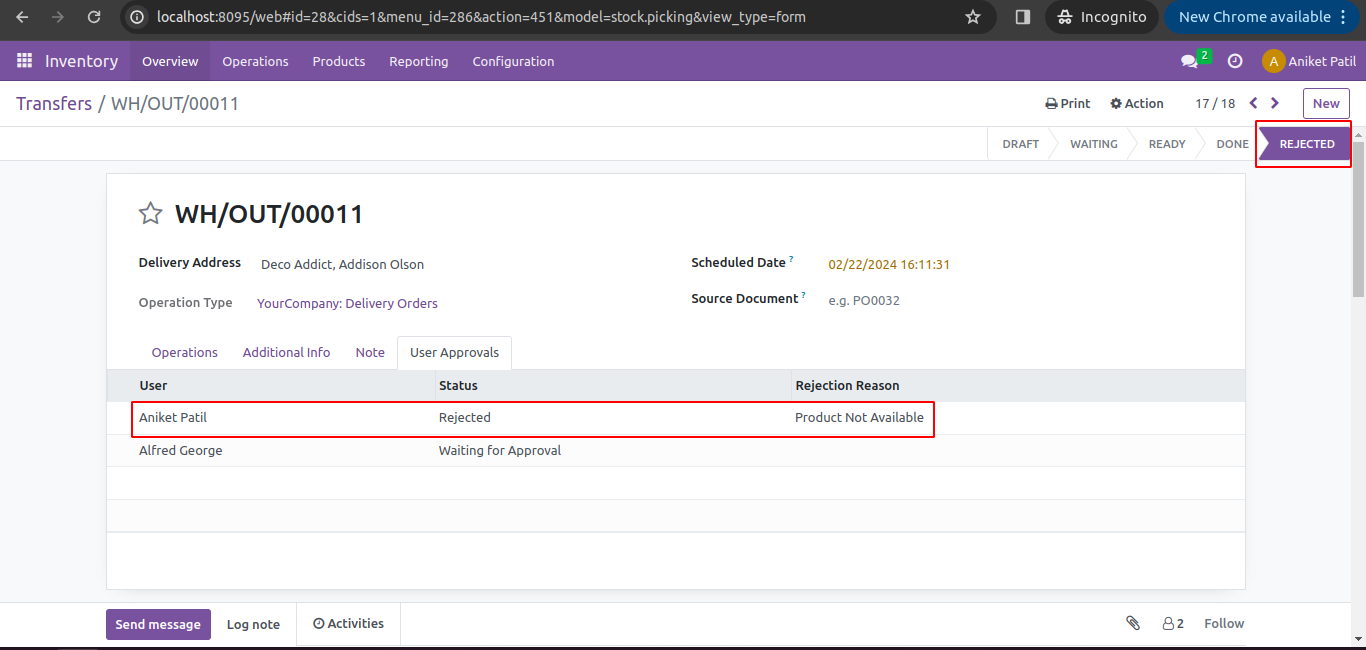 localhost:8095/web#id=28&cids=1&menu_id=286&action=451&model=stock.picking&view_type=form Incognito New Chrome available
Inventory Overview Operations Products Reporting Configuration 2 A Aniket Patil
Transfers / WH/OUT/00011 Print Action 17 / 18 New
DRAFT WAITING READY DONE REJECTED
WH/OUT/00011
Delivery Address Deco Addict, Addison Olson Scheduled Date ? 02/22/2024 16:11:31
Operation Type YourCompany: Delivery Orders Source Document ? e.g. PO0032
Operations Additional Info Note User Approvals
User Status Rejection Reason
Aniket Patil Rejected Product Not Available
Alfred George Waiting for Approval
Send message Log note Activities 2 Follow